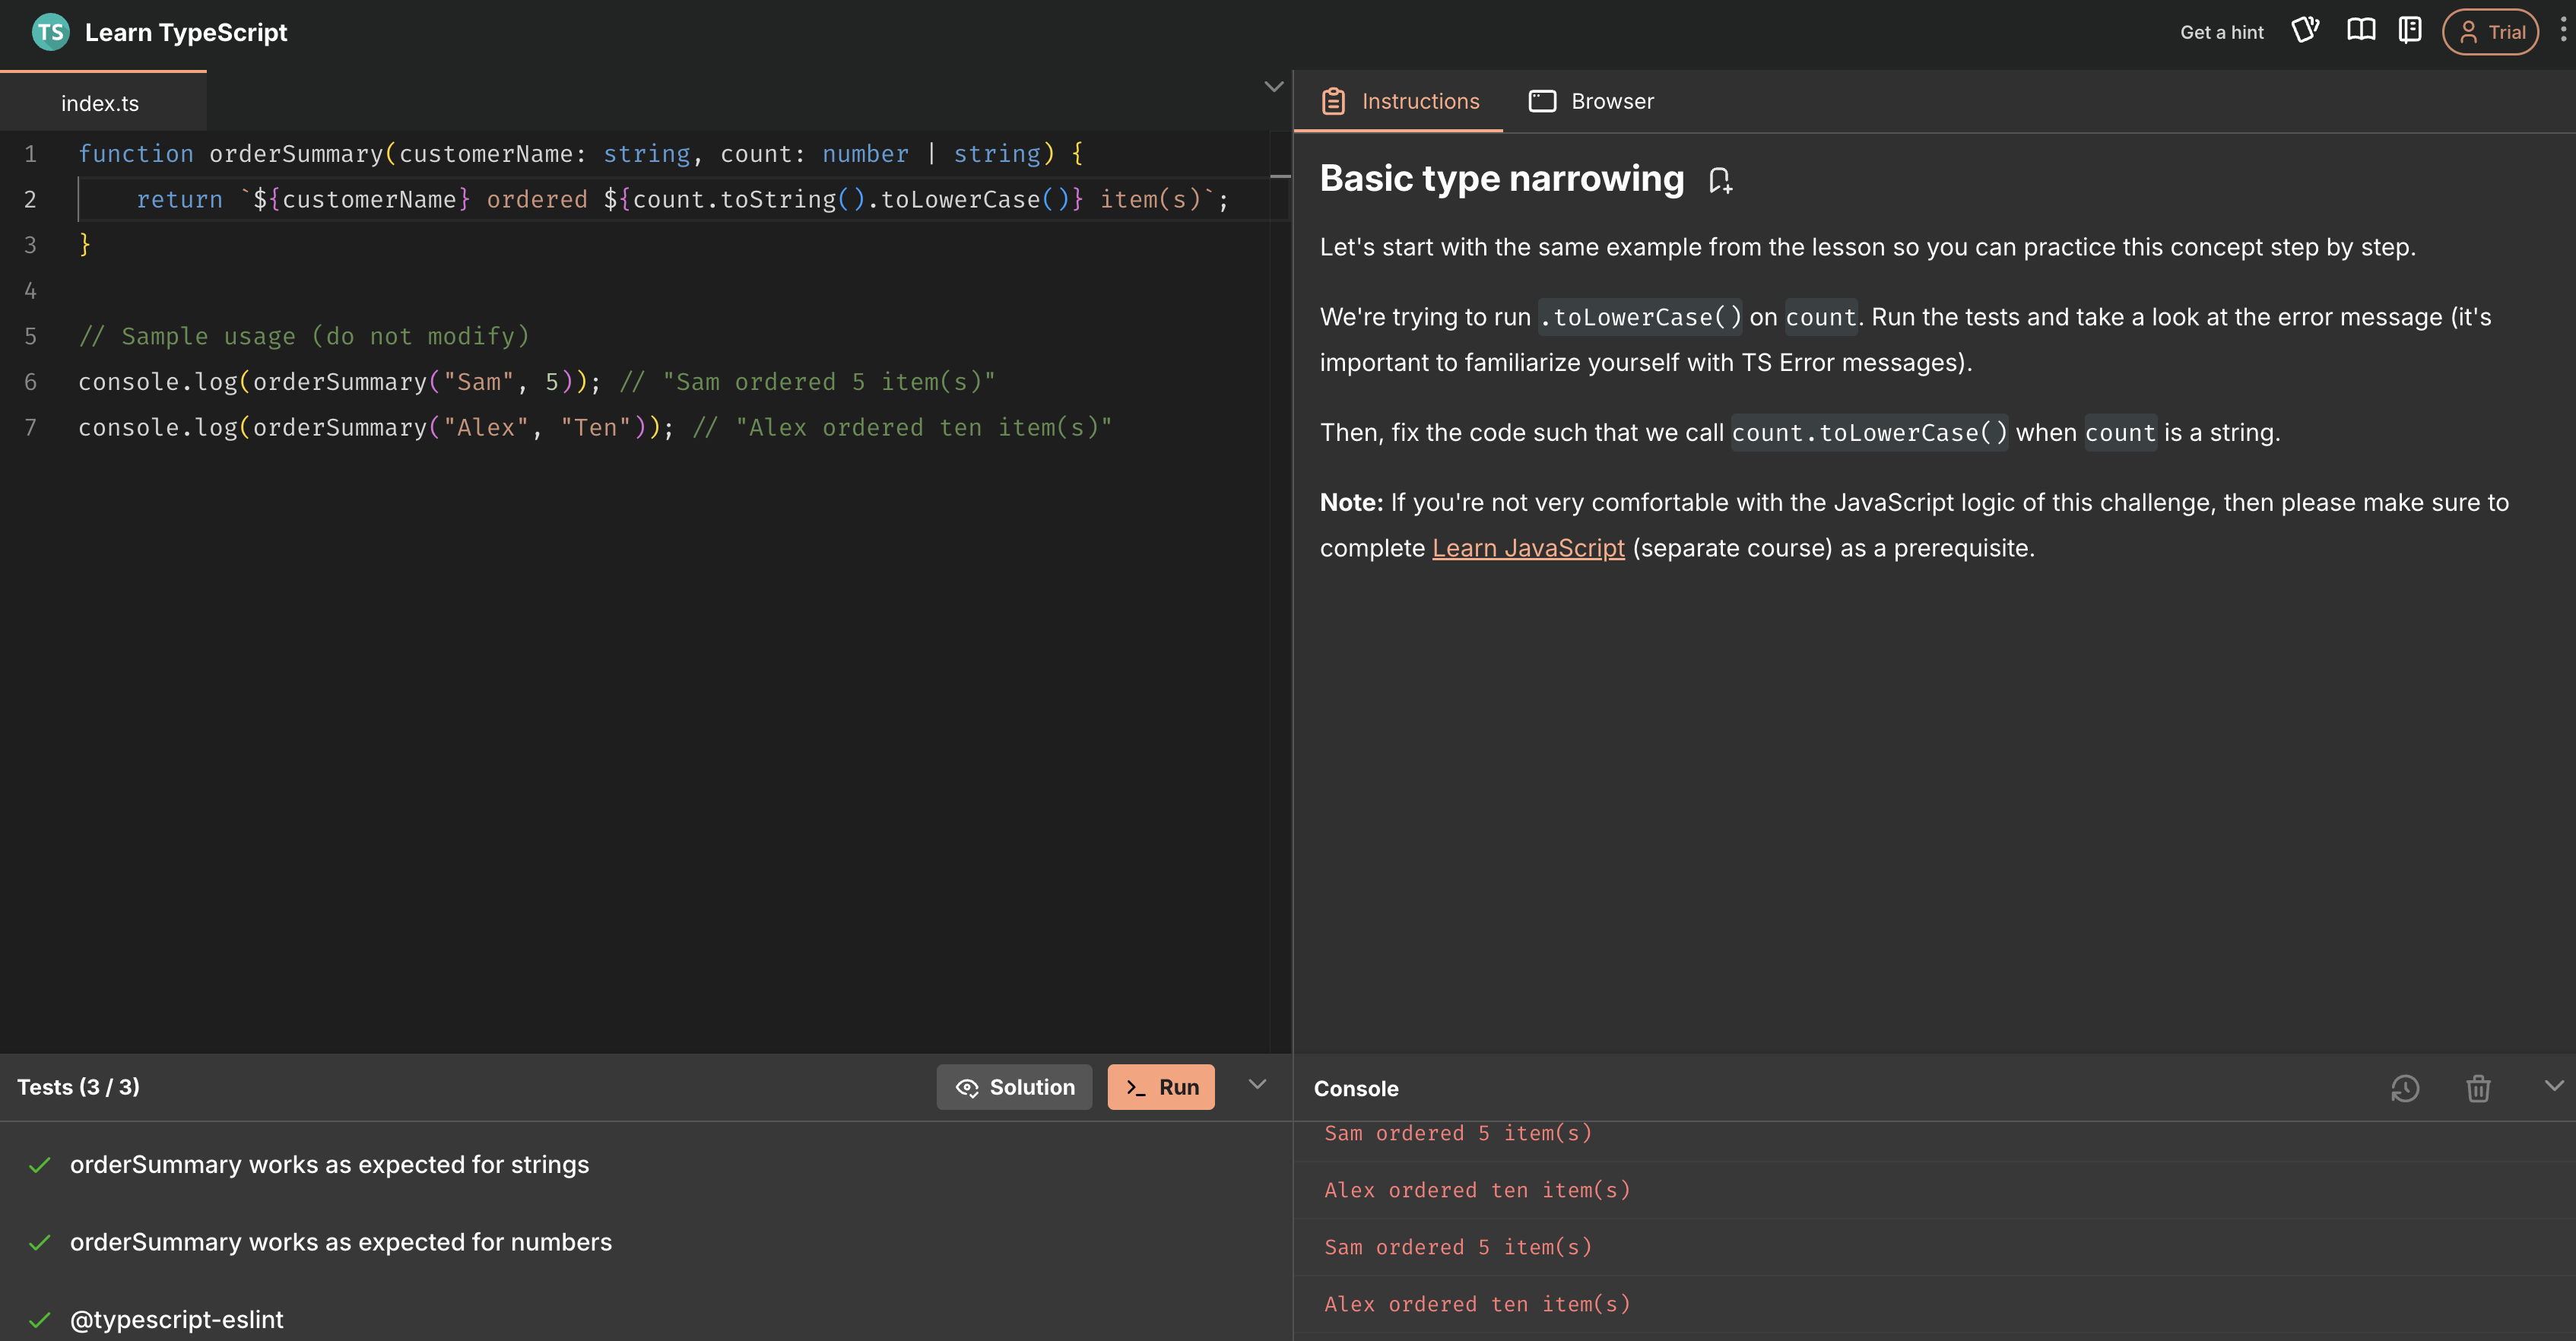 TS Learn TypeScript
Get a hint
Trial
index.ts
1 function orderSummary(customerName: string, count: number | string) {
2     return `${customerName} ordered ${count.toString().toLowerCase()} item(s)`;
3 }
4
5 // Sample usage (do not modify)
6 console.log(orderSummary("Sam", 5)); // "Sam ordered 5 item(s)"
7 console.log(orderSummary("Alex", "Ten")); // "Alex ordered ten item(s)"
Tests (3 / 3)
Solution
>_ Run
orderSummary works as expected for strings
orderSummary works as expected for numbers
@typescript-eslint
Instructions
Browser
Basic type narrowing
Let's start with the same example from the lesson so you can practice this concept step by step.
We're trying to run .toLowerCase() on count. Run the tests and take a look at the error message (it's
important to familiarize yourself with TS Error messages).
Then, fix the code such that we call count.toLowerCase() when count is a string.
Note: If you're not very comfortable with the JavaScript logic of this challenge, then please make sure to
complete Learn JavaScript (separate course) as a prerequisite.
Console
Sam ordered 5 item(s)
Alex ordered ten item(s)
Sam ordered 5 item(s)
Alex ordered ten item(s)